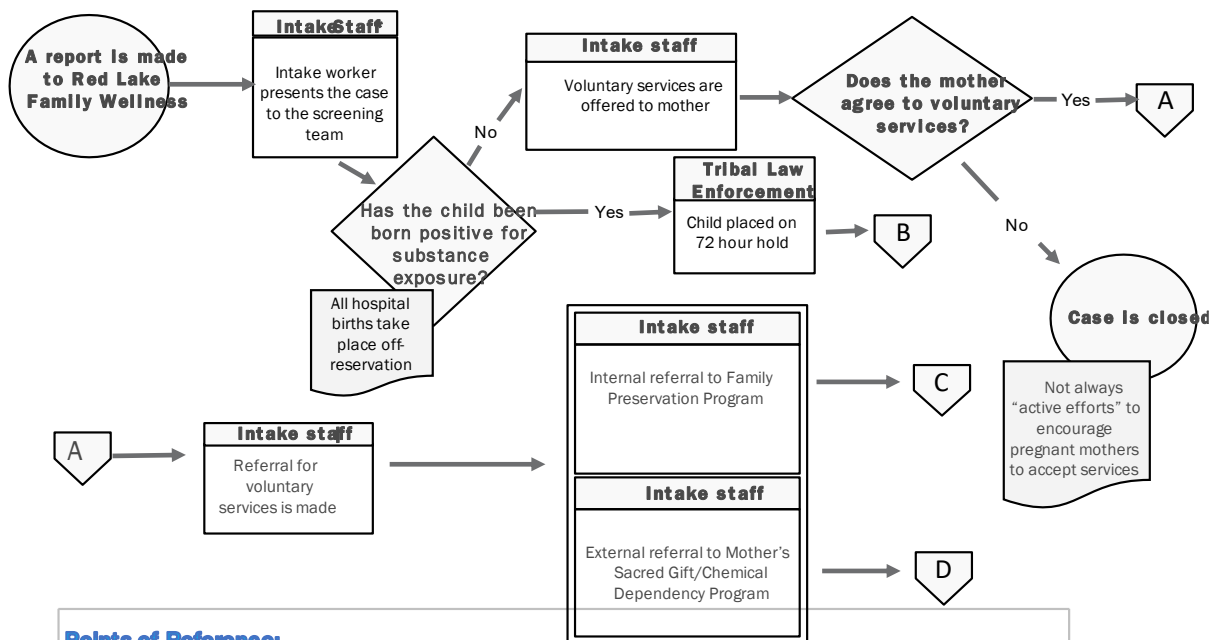 A report is made
to Red Lake
Family Wellness
Intake Staff
Intake worker
presents the case
to the screening
team
No
Intake staff
Voluntary services are
offered to mother
Does the mother
agree to voluntary
services?
Yes
A
Has the child been
born positive for
substance
exposure?
Yes
Tribal Law
Enforcement
Child placed on
72 hour hold
B
No
Case is closed
All hospital
births take
place off-
reservation
Not always
“active efforts” to
encourage
pregnant mothers
to accept services
A
Intake staff
Referral for
voluntary
services is made
Intake staff
Internal referral to Family
Preservation Program
C
Intake staff
External referral to Mother’s
Sacred Gift/Chemical
Dependency Program
D
Points of Reference: